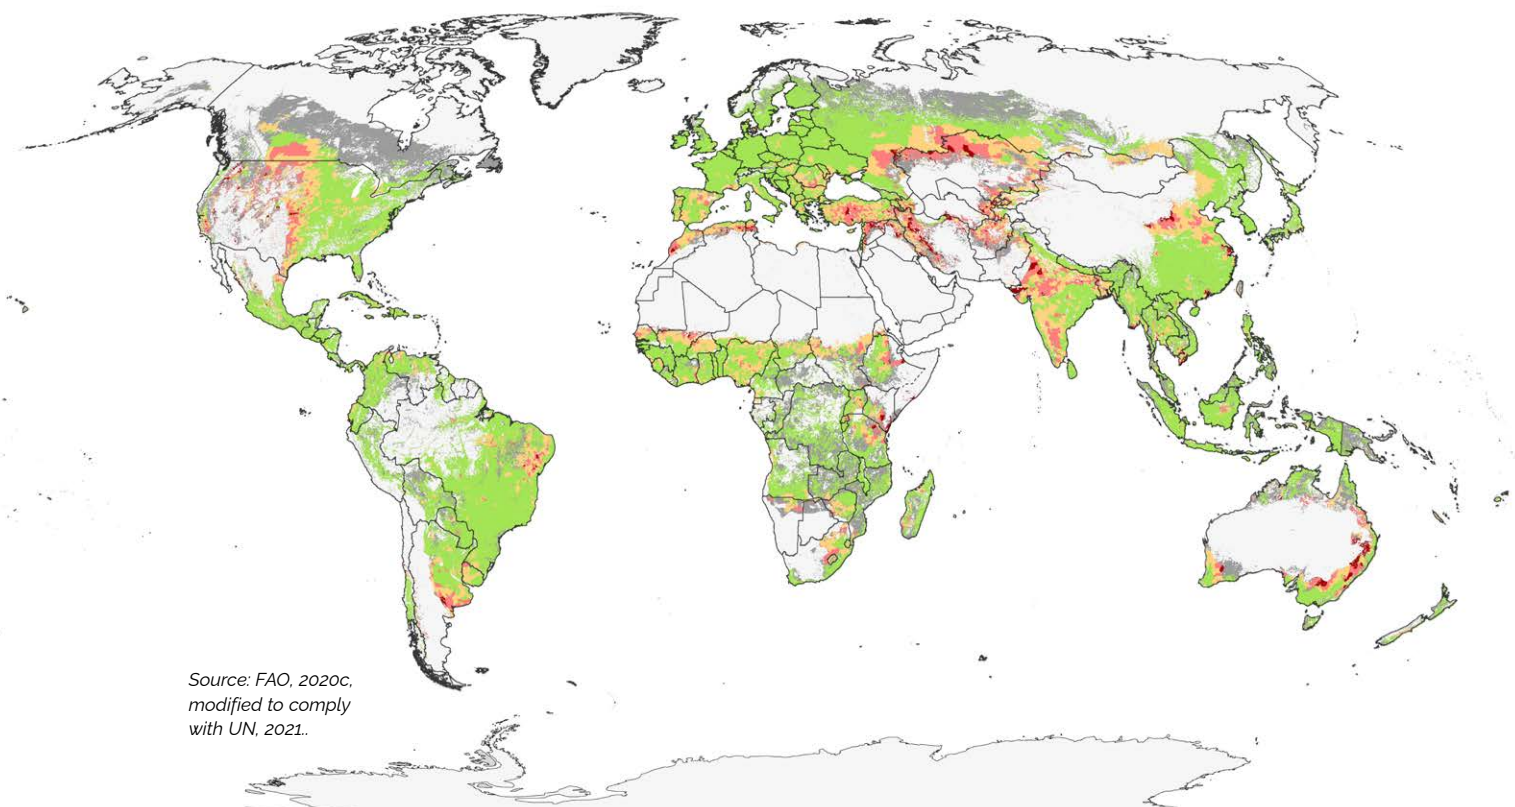 Source: FAO, 2020c,
modified to comply
with UN, 2021..